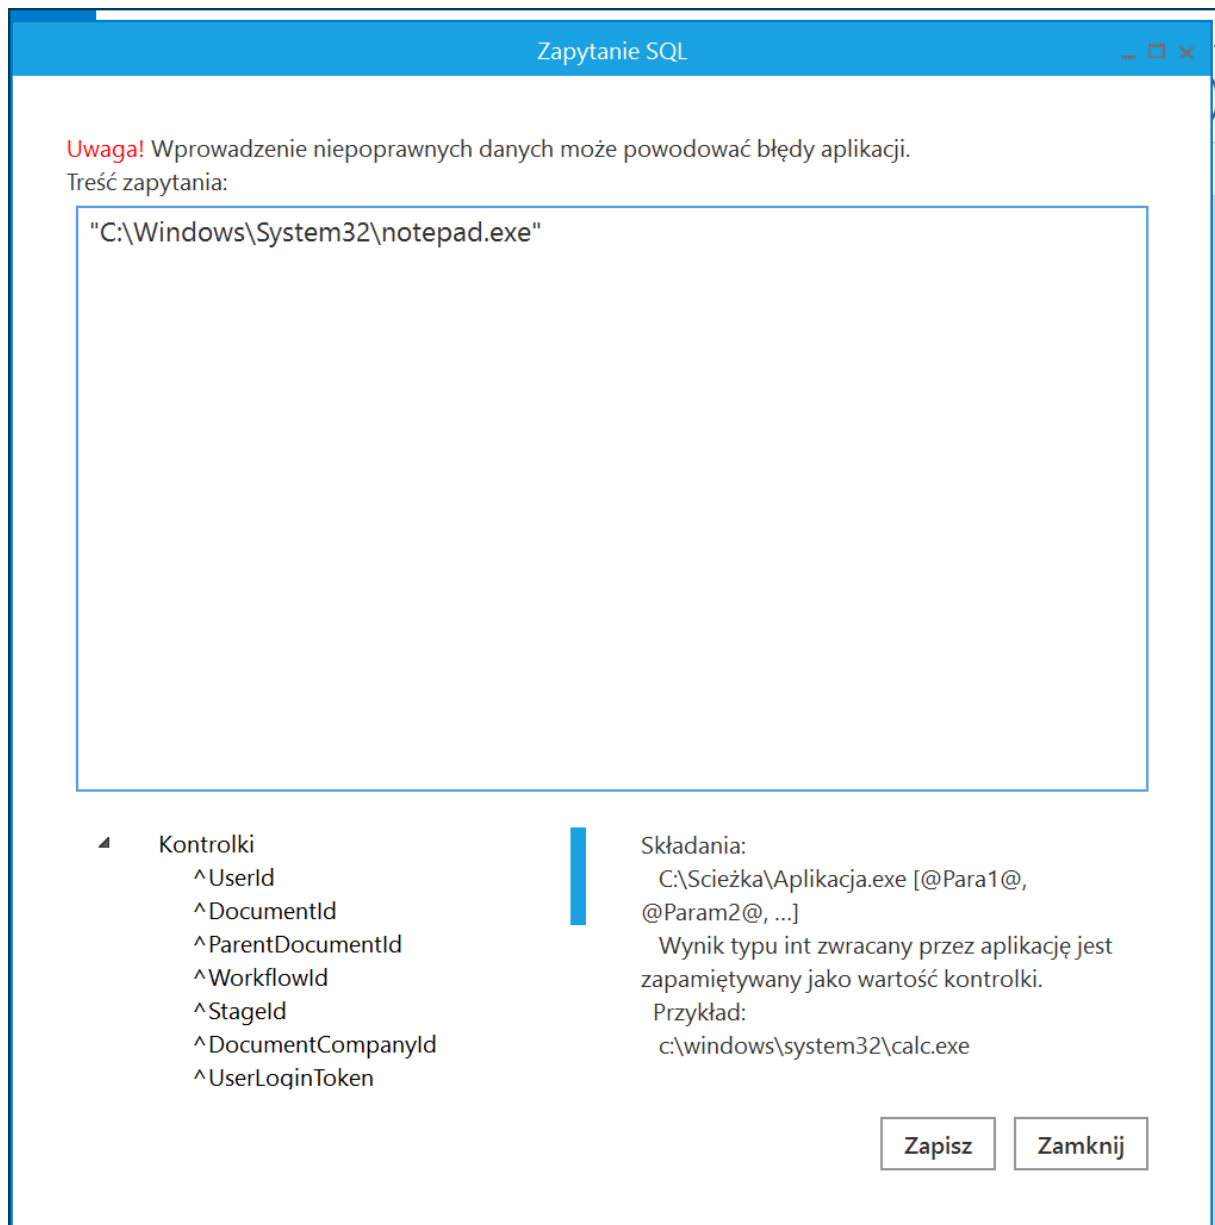 Zapytanie SQL
Uwaga! Wprowadzenie niepoprawnych danych może powodować błędy aplikacji.
Treść zapytania:
"C:\Windows\System32\notepad.exe"
Kontrolki
^UserId
^DocumentId
^ParentDocumentId
^WorkflowId
^StageId
^DocumentCompanyId
^UserLoginToken
Składania:
C:\Scieżka\Aplikacja.exe [@Para1@,
@Param2@, ...]
Wynik typu int zwracany przez aplikację jest
zapamiętywany jako wartość kontrolki.
Przykład:
c:\windows\system32\calc.exe
Zapisz
Zamknij